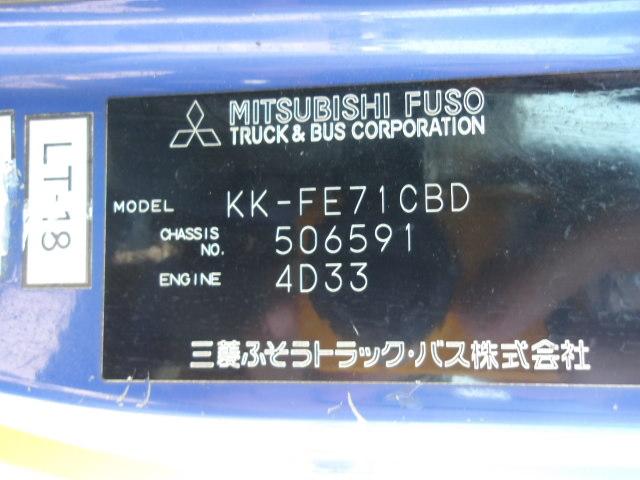 MITSUBISHI FUSO
TRUCK & BUS CORPORATION
MODEL KK-FE71CBD
CHASSIS NO. 506591
ENGINE 4D33
三菱ふそうトラック・バス株式会社
LT-18